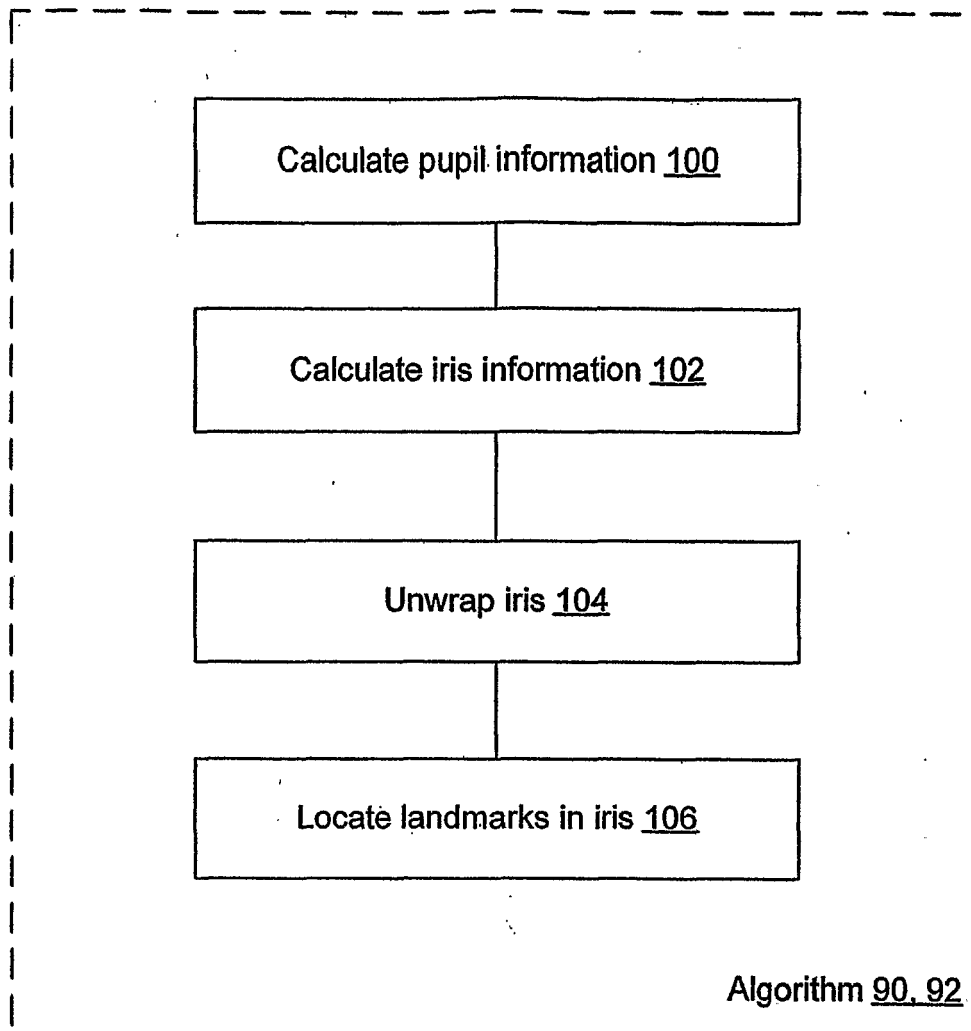 Calculate pupil information 100
Calculate iris information 102
Unwrap iris 104
Locate landmarks in iris 106
Algorithm 90, 92